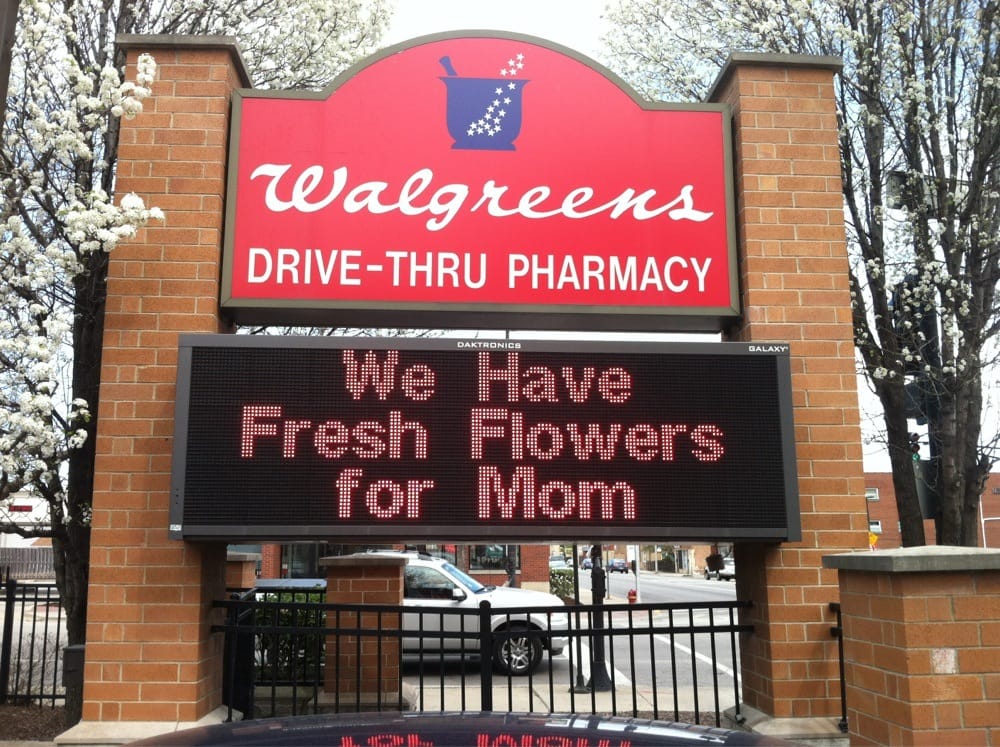 Walgreens
DRIVE-THRU PHARMACY
DAKTRONICS GALAXY
We Have
Fresh Flowers
for Mom